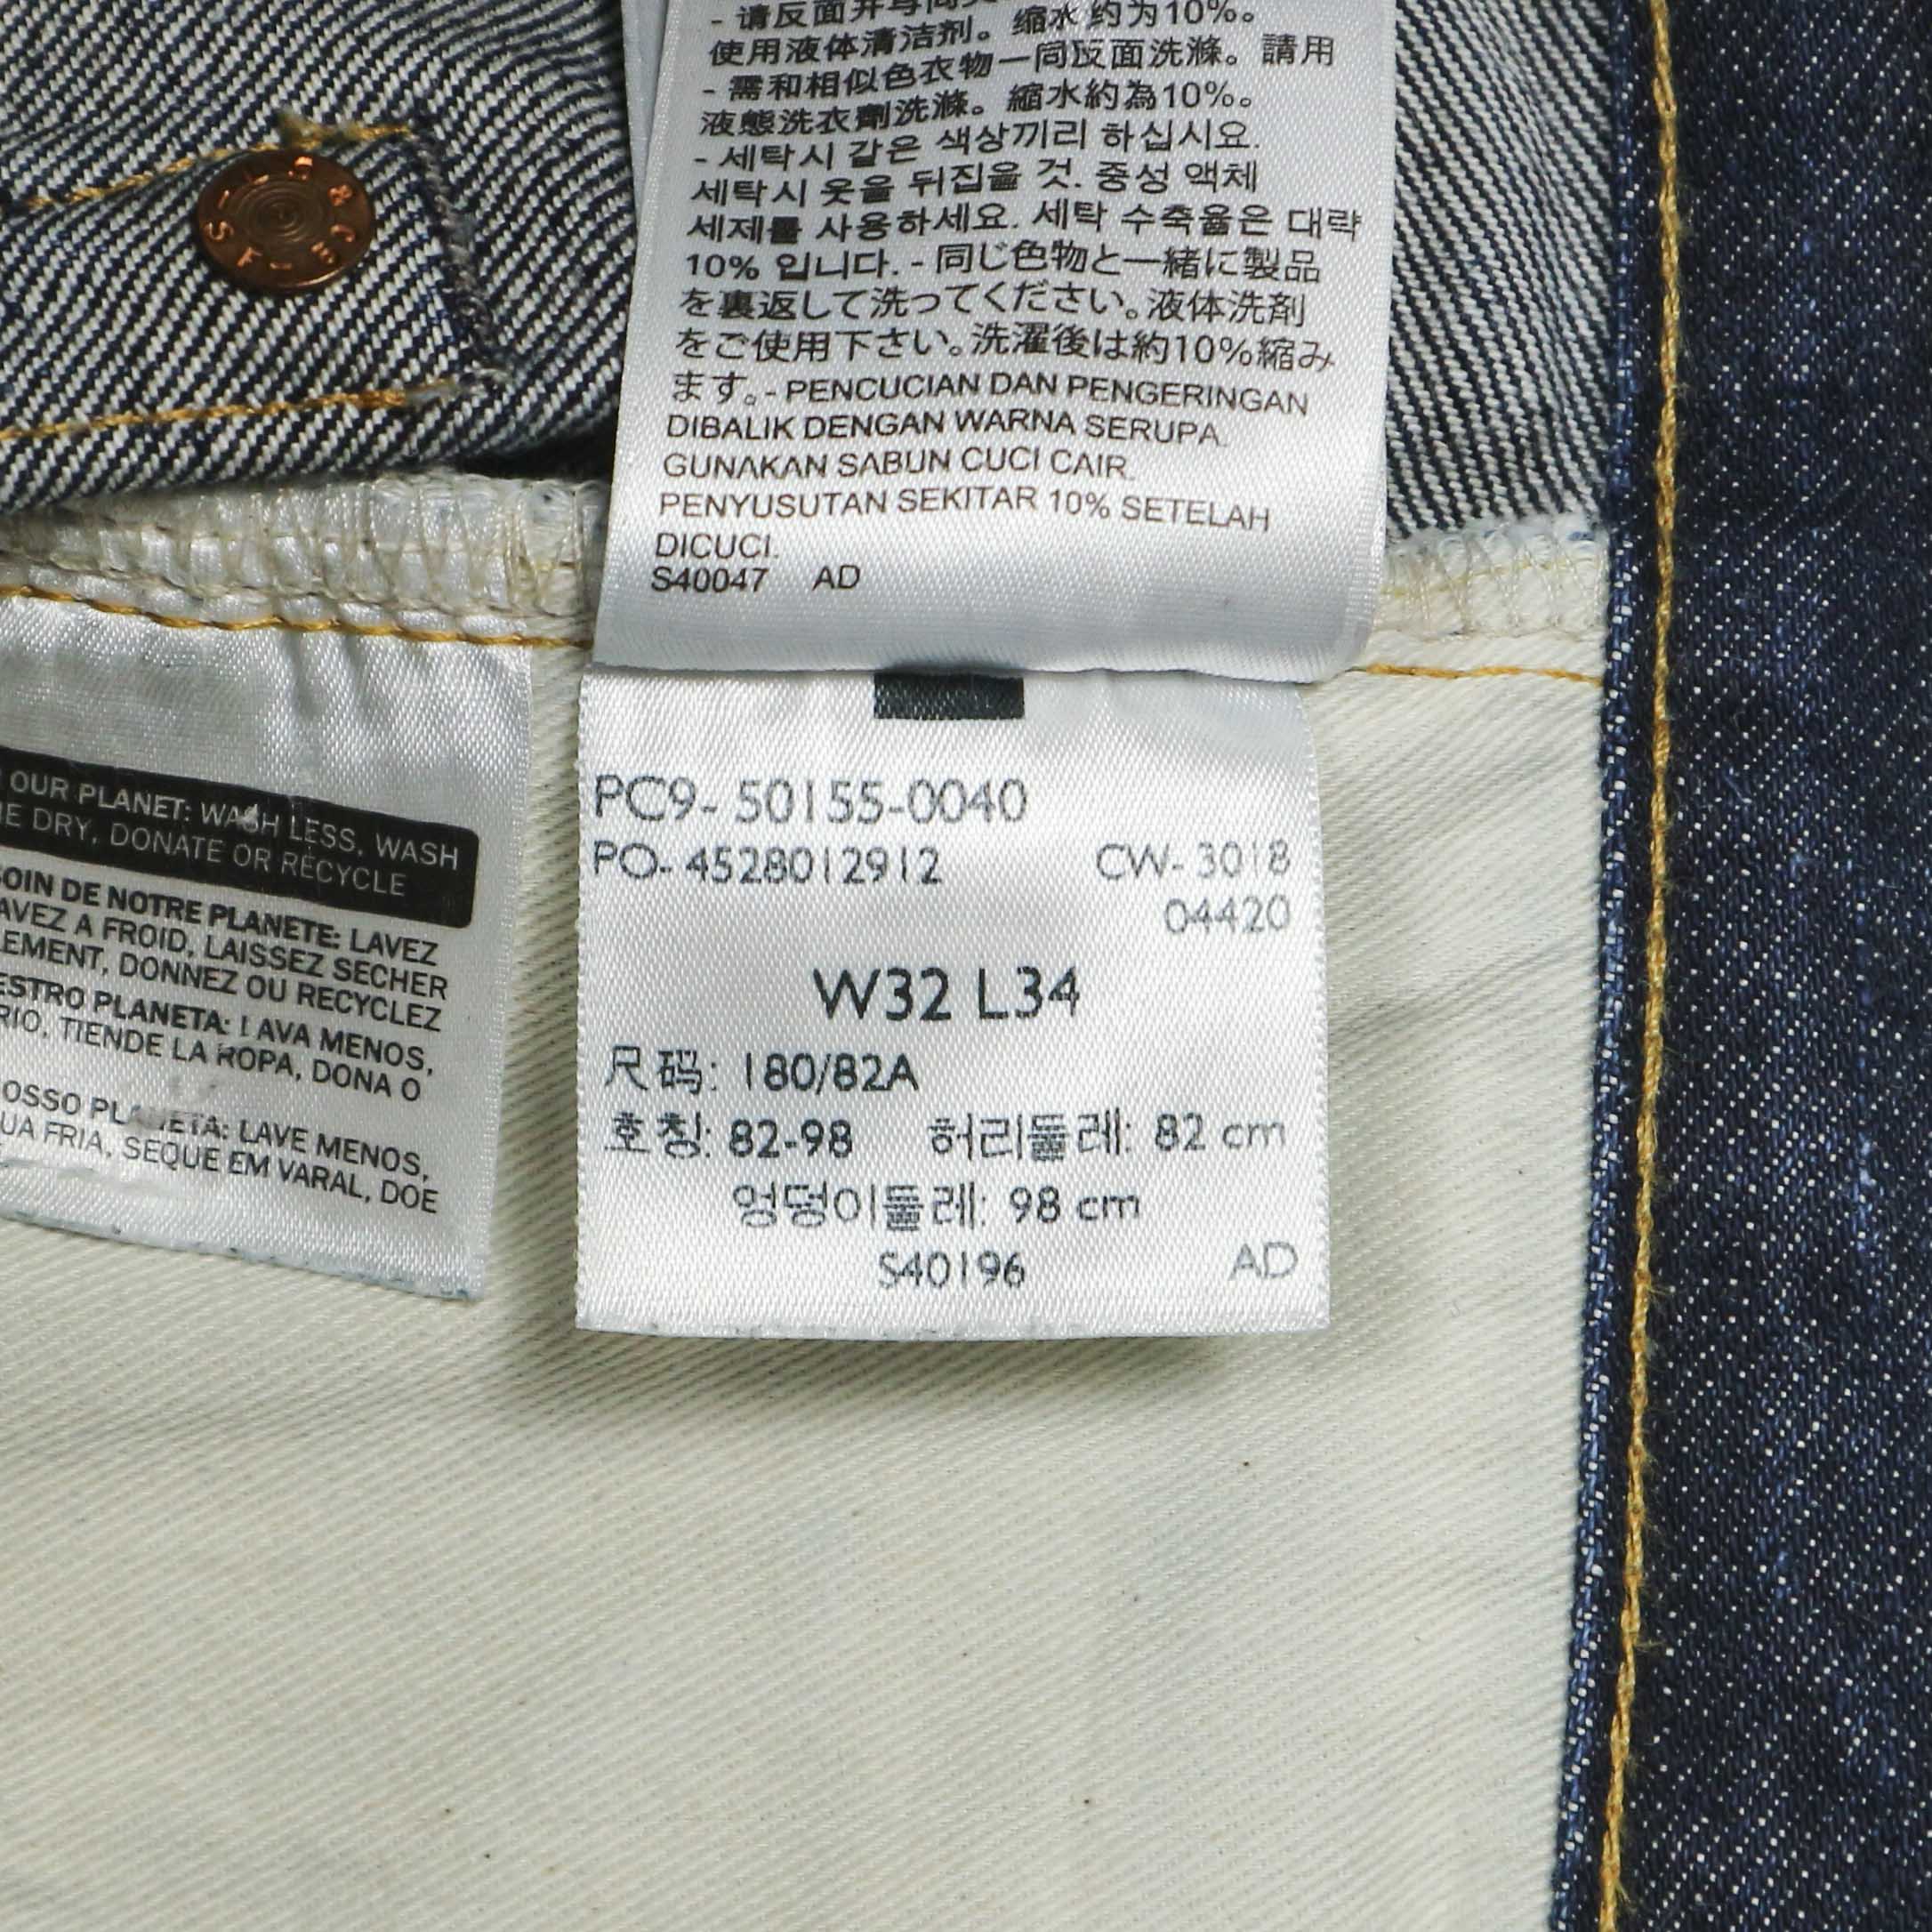 - 请反面并与同
使用液体清洁剂。缩水约为10%。
- 需和相似色衣物一同反面洗滌。請用
液態洗衣劑洗滌。縮水約為10%。
- 세탁시 같은 색상끼리 하십시요.
세탁시 옷을 뒤집을 것. 중성 액체
세제를 사용하세요. 세탁 수축율은 대략
10% 입니다. - 同じ色物と一緒に製品
を裏返して洗ってください。液体洗剤
をご使用下さい。洗濯後は約10%縮み
ます。- PENCUCIAN DAN PENGERINGAN
DIBALIK DENGAN WARNA SERUPA.
GUNAKAN SABUN CUCI CAIR.
PENYUSUTAN SEKITAR 10% SETELAH
DICUCI.
S40047 AD
OUR PLANET: WASH LESS, WASH
DRY, DONATE OR RECYCLE
DE NOTRE PLANETE: LAVEZ
A FROID, LAISSEZ SECHER
DONNEZ OU RECYCLEZ
PLANETA: LAVA MENOS,
TIENDE LA ROPA, DONA O
PLANETA: LAVE MENOS,
FRIA, SEQUE EM VARAL, DOE
PC9- 50155-0040
PO- 4528012912 CW- 3018
04420
W32 L34
尺码: 180/82A
호칭: 82-98 허리둘레: 82 cm
엉덩이둘레: 98 cm
S40196 AD